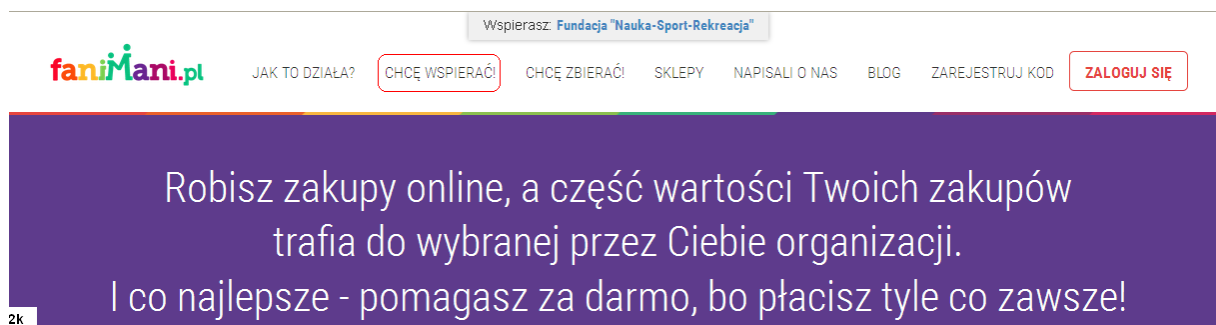 Wspierasz: Fundacja "Nauka-Sport-Rekreacja"
faniMani.pl JAK TO DZIAŁA? CHCĘ WSPIERAĆ! CHCĘ ZBIERAĆ! SKLEPY NAPISALI O NAS BLOG ZAREJESTRUJ KOD ZALOGUJ SIĘ
Robisz zakupy online, a część wartości Twoich zakupów
trafia do wybranej przez Ciebie organizacji.
I co najlepsze - pomagasz za darmo, bo płacisz tyle co zawsze!
2k